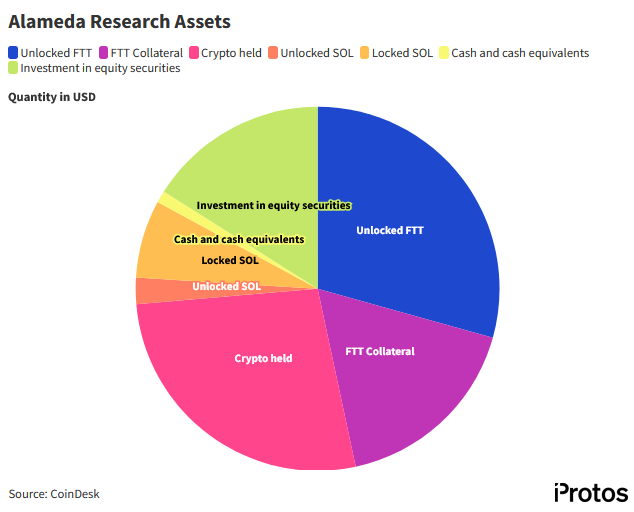 Alameda Research Assets
Unlocked FTT FTT Collateral Crypto held Unlocked SOL Locked SOL Cash and cash equivalents
Investment in equity securities
Quantity in USD
Investment in equity securities
Unlocked FTT
Cash and cash equivalents
Locked SOL
Unlocked SOL
FTT Collateral
Crypto held
Source: CoinDesk
Protos